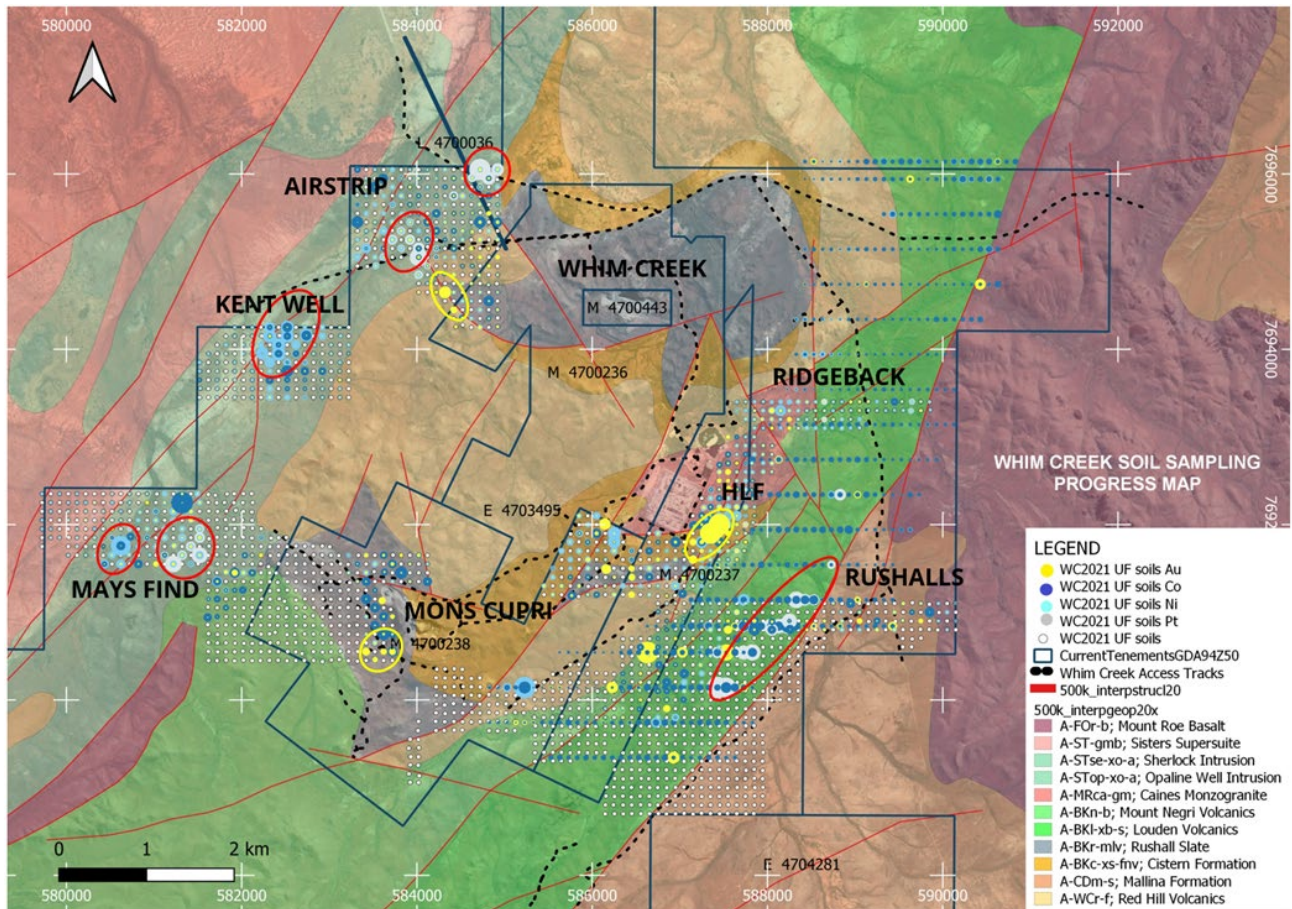 580000 582000 584000 586000 588000 590000 592000
L 4700036
7696000
AIRSTRIP
WHIM CREEK
KENT WELL
M 4700443
7694000
M 4700236
RIDGEBACK
WHIM CREEK SOIL SAMPLING
PROGRESS MAP
HLF
E 4703495
7692
M 4700237
RUSHALLS
MAYS FIND
MONS CUPRI
4700238
LEGEND
WC2021 UF soils Au
WC2021 UF soils Co
WC2021 UF soils Ni
WC2021 UF soils Pt
WC2021 UF soils
CurrentTenementsGDA94Z50
Whim Creek Access Tracks
500k_interpstrucl20
500k_interpgeop20x
A-FOr-b; Mount Roe Basalt
A-ST-gmb; Sisters Supersuite
A-STse-xo-a; Sherlock Intrusion
A-STop-xo-a; Opaline Well Intrusion
A-MRca-gm; Caines Monzogranite
A-BKn-b; Mount Negri Volcanics
A-BKl-xb-s; Louden Volcanics
A-BKr-mlv; Rushall Slate
A-BKc-xs-fnv; Cistern Formation
A-CDm-s; Mallina Formation
A-WCr-f; Red Hill Volcanics
0 1 2 km
E 4704281
580000 582000 584000 586000 588000 590000